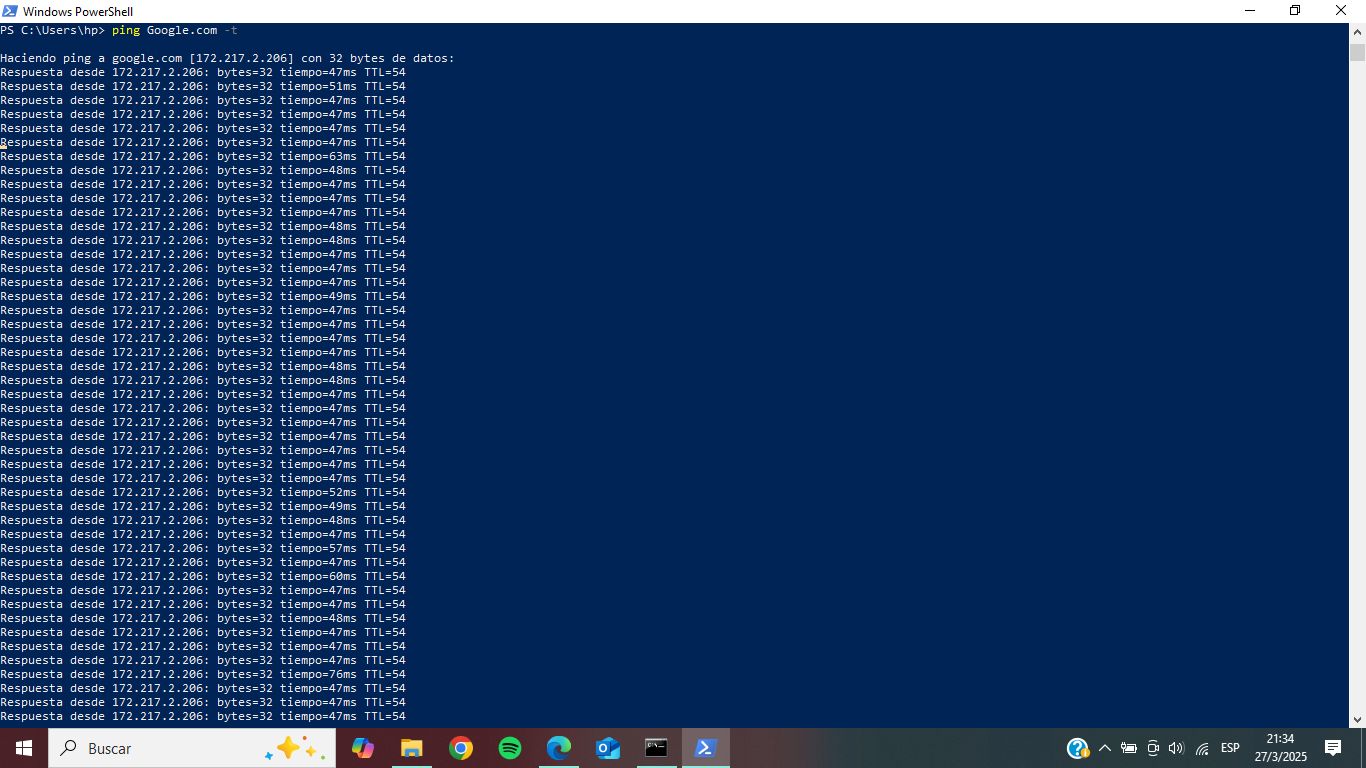 Windows PowerShell
PS C:\Users\hp> ping Google.com -t
Haciendo ping a google.com [172.217.2.206] con 32 bytes de datos:
Respuesta desde 172.217.2.206: bytes=32 tiempo=47ms TTL=54
Respuesta desde 172.217.2.206: bytes=32 tiempo=51ms TTL=54
Respuesta desde 172.217.2.206: bytes=32 tiempo=47ms TTL=54
Respuesta desde 172.217.2.206: bytes=32 tiempo=47ms TTL=54
Respuesta desde 172.217.2.206: bytes=32 tiempo=47ms TTL=54
Respuesta desde 172.217.2.206: bytes=32 tiempo=47ms TTL=54
Respuesta desde 172.217.2.206: bytes=32 tiempo=63ms TTL=54
Respuesta desde 172.217.2.206: bytes=32 tiempo=48ms TTL=54
Respuesta desde 172.217.2.206: bytes=32 tiempo=47ms TTL=54
Respuesta desde 172.217.2.206: bytes=32 tiempo=47ms TTL=54
Respuesta desde 172.217.2.206: bytes=32 tiempo=47ms TTL=54
Respuesta desde 172.217.2.206: bytes=32 tiempo=48ms TTL=54
Respuesta desde 172.217.2.206: bytes=32 tiempo=48ms TTL=54
Respuesta desde 172.217.2.206: bytes=32 tiempo=47ms TTL=54
Respuesta desde 172.217.2.206: bytes=32 tiempo=47ms TTL=54
Respuesta desde 172.217.2.206: bytes=32 tiempo=47ms TTL=54
Respuesta desde 172.217.2.206: bytes=32 tiempo=49ms TTL=54
Respuesta desde 172.217.2.206: bytes=32 tiempo=47ms TTL=54
Respuesta desde 172.217.2.206: bytes=32 tiempo=47ms TTL=54
Respuesta desde 172.217.2.206: bytes=32 tiempo=47ms TTL=54
Respuesta desde 172.217.2.206: bytes=32 tiempo=47ms TTL=54
Respuesta desde 172.217.2.206: bytes=32 tiempo=48ms TTL=54
Respuesta desde 172.217.2.206: bytes=32 tiempo=48ms TTL=54
Respuesta desde 172.217.2.206: bytes=32 tiempo=47ms TTL=54
Respuesta desde 172.217.2.206: bytes=32 tiempo=47ms TTL=54
Respuesta desde 172.217.2.206: bytes=32 tiempo=47ms TTL=54
Respuesta desde 172.217.2.206: bytes=32 tiempo=47ms TTL=54
Respuesta desde 172.217.2.206: bytes=32 tiempo=47ms TTL=54
Respuesta desde 172.217.2.206: bytes=32 tiempo=47ms TTL=54
Respuesta desde 172.217.2.206: bytes=32 tiempo=52ms TTL=54
Respuesta desde 172.217.2.206: bytes=32 tiempo=49ms TTL=54
Respuesta desde 172.217.2.206: bytes=32 tiempo=48ms TTL=54
Respuesta desde 172.217.2.206: bytes=32 tiempo=47ms TTL=54
Respuesta desde 172.217.2.206: bytes=32 tiempo=57ms TTL=54
Respuesta desde 172.217.2.206: bytes=32 tiempo=47ms TTL=54
Respuesta desde 172.217.2.206: bytes=32 tiempo=60ms TTL=54
Respuesta desde 172.217.2.206: bytes=32 tiempo=47ms TTL=54
Respuesta desde 172.217.2.206: bytes=32 tiempo=47ms TTL=54
Respuesta desde 172.217.2.206: bytes=32 tiempo=48ms TTL=54
Respuesta desde 172.217.2.206: bytes=32 tiempo=47ms TTL=54
Respuesta desde 172.217.2.206: bytes=32 tiempo=47ms TTL=54
Respuesta desde 172.217.2.206: bytes=32 tiempo=47ms TTL=54
Respuesta desde 172.217.2.206: bytes=32 tiempo=76ms TTL=54
Respuesta desde 172.217.2.206: bytes=32 tiempo=47ms TTL=54
Respuesta desde 172.217.2.206: bytes=32 tiempo=47ms TTL=54
Respuesta desde 172.217.2.206: bytes=32 tiempo=47ms TTL=54
Buscar
ESP
21:34
27/3/2025